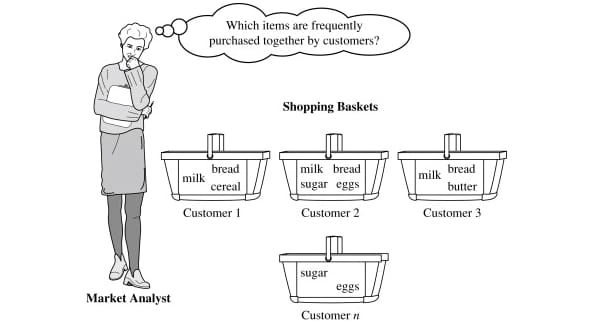 Which items are frequently
purchased together by customers?
Shopping Baskets
milk bread
cereal
Customer 1
milk bread
sugar eggs
Customer 2
milk bread
butter
Customer 3
sugar
eggs
Customer n
Market Analyst